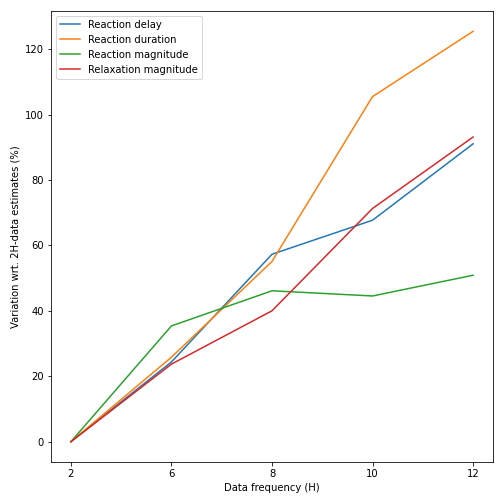 Reaction delay
Reaction duration
Reaction magnitude
Relaxation magnitude
120
100
80
60
40
20
0
Variation wrt. 2H-data estimates (%)
2
6
8
10
12
Data frequency (H)